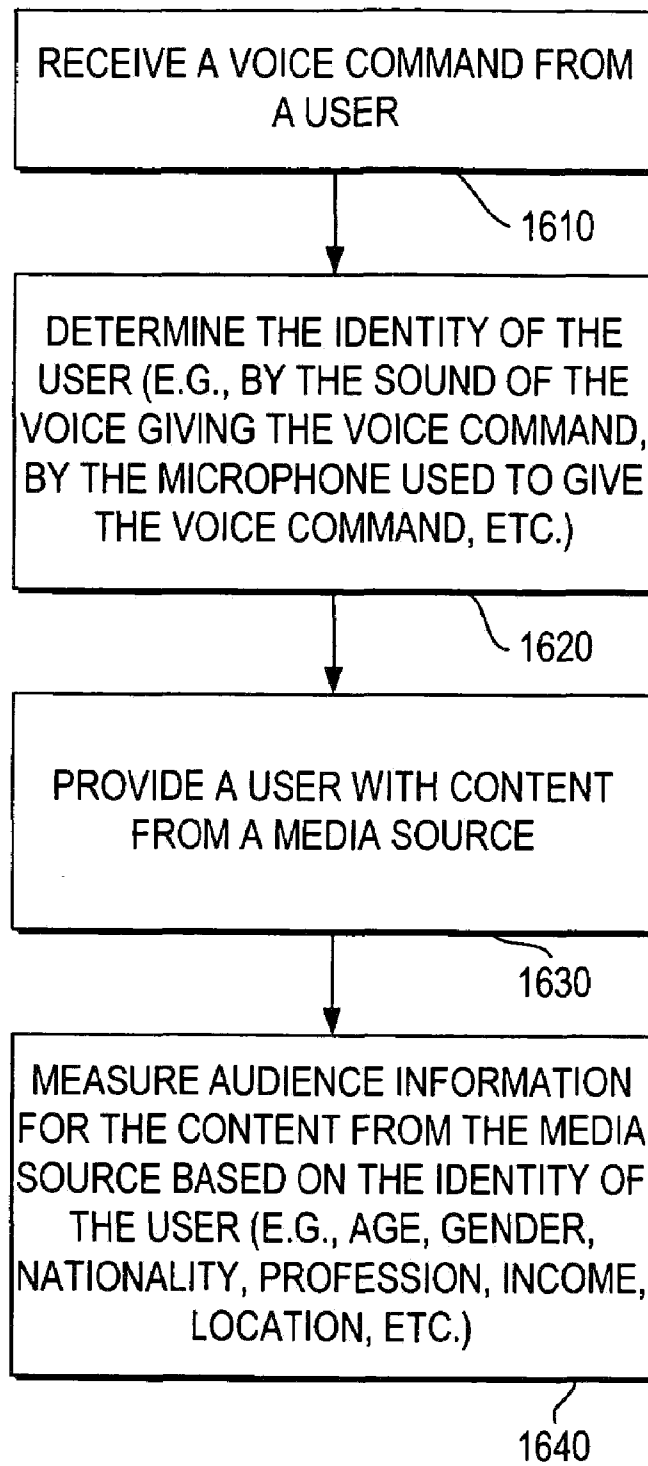 RECEIVE A VOICE COMMAND FROM
A USER
1610
DETERMINE THE IDENTITY OF THE
USER (E.G., BY THE SOUND OF THE
VOICE GIVING THE VOICE COMMAND,
BY THE MICROPHONE USED TO GIVE
THE VOICE COMMAND, ETC.)
1620
PROVIDE A USER WITH CONTENT
FROM A MEDIA SOURCE
1630
MEASURE AUDIENCE INFORMATION
FOR THE CONTENT FROM THE MEDIA
SOURCE BASED ON THE IDENTITY OF
THE USER (E.G., AGE, GENDER,
NATIONALITY, PROFESSION, INCOME,
LOCATION, ETC.)
1640